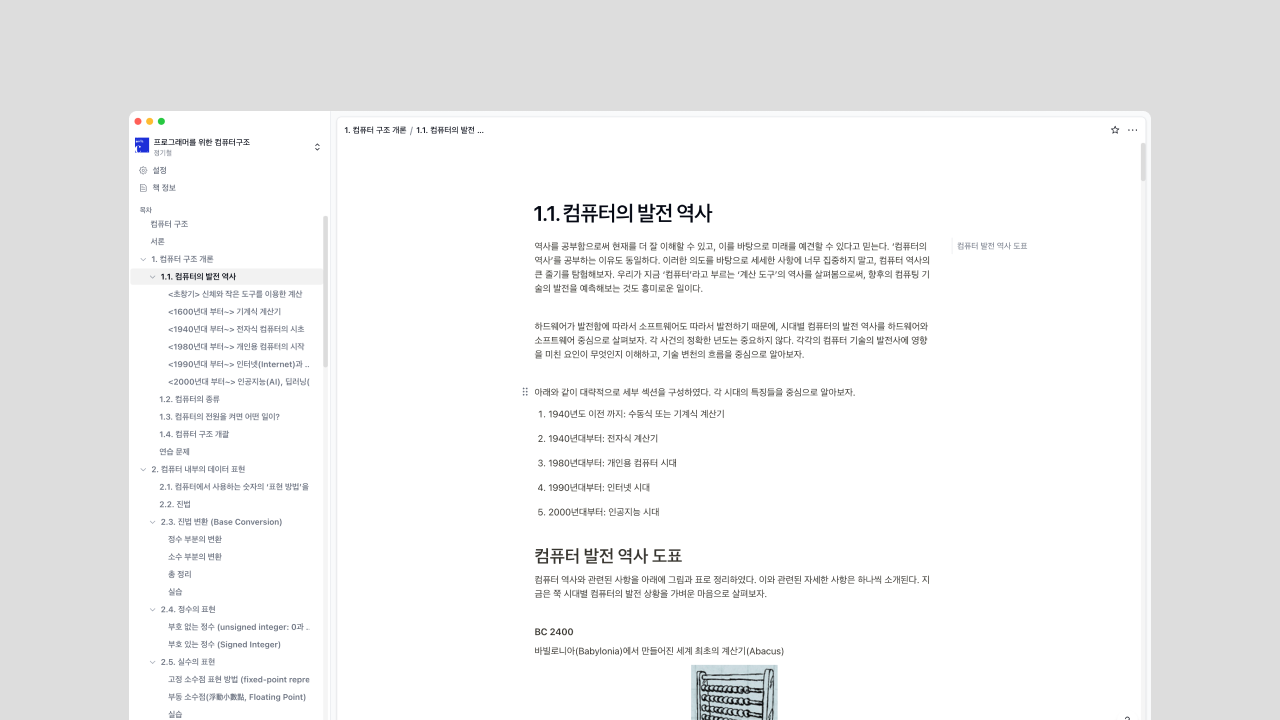 프로그래머를 위한 컴퓨터구조
정기철
설정
책 정보
목차
컴퓨터 구조
서론
1. 컴퓨터 구조 개론
1.1. 컴퓨터의 발전 역사
<초창기> 신체와 작은 도구를 이용한 계산
<1600년대 부터~> 기계식 계산기
<1940년대 부터~> 전자식 컴퓨터의 시초
<1980년대 부터~> 개인용 컴퓨터의 시작
<1990년대 부터~> 인터넷(Internet)과 ..
<2000년대 부터~> 인공지능(AI), 딥러닝(
1.2. 컴퓨터의 종류
1.3. 컴퓨터의 전원을 켜면 어떤 일이?
1.4. 컴퓨터 구조 개괄
연습 문제
2. 컴퓨터 내부의 데이터 표현
2.1. 컴퓨터에서 사용하는 숫자의 '표현 방법'을
2.2. 진법
2.3. 진법 변환 (Base Conversion)
정수 부분의 변환
소수 부분의 변환
총 정리
실습
2.4. 정수의 표현
부호 없는 정수 (unsigned integer: 0과 ..
부호 있는 정수 (Signed Integer)
2.5. 실수의 표현
고정 소수점 표현 방법 (fixed-point repre
부동 소수점(浮動小數點, Floating Point)
실습
1. 컴퓨터 구조 개론 / 1.1. 컴퓨터의 발전 ...
1.1. 컴퓨터의 발전 역사
역사를 공부함으로써 현재를 더 잘 이해할 수 있고, 이를 바탕으로 미래를 예견할 수 있다고 믿는다. '컴퓨터의
역사'를 공부하는 이유도 동일하다. 이러한 의도를 바탕으로 세세한 사항에 너무 집중하지 말고, 컴퓨터 역사의
큰 줄기를 탐험해보자. 우리가 지금 '컴퓨터'라고 부르는 '계산 도구'의 역사를 살펴봄으로써, 향후의 컴퓨팅 기
술의 발전을 예측해보는 것도 흥미로운 일이다.
하드웨어가 발전함에 따라서 소프트웨어도 따라서 발전하기 때문에, 시대별 컴퓨터의 발전 역사를 하드웨어와
소프트웨어 중심으로 살펴보자. 각 사건의 정확한 년도는 중요하지 않다. 각각의 컴퓨터 기술의 발전사에 영향
을 미친 요인이 무엇인지 이해하고, 기술 변천의 흐름을 중심으로 알아보자.
아래와 같이 대략적으로 세부 섹션을 구성하였다. 각 시대의 특징들을 중심으로 알아보자.
1. 1940년도 이전 까지: 수동식 또는 기계식 계산기
2. 1940년대부터: 전자식 계산기
3. 1980년대부터: 개인용 컴퓨터 시대
4. 1990년대부터: 인터넷 시대
5. 2000년대부터: 인공지능 시대
컴퓨터 발전 역사 도표
컴퓨터 역사와 관련된 사항을 아래에 그림과 표로 정리하였다. 이와 관련된 자세한 사항은 하나씩 소개된다. 지
금은 쭉 시대별 컴퓨터의 발전 상황을 가벼운 마음으로 살펴보자.
BC 2400
바빌로니아(Babylonia)에서 만들어진 세계 최초의 계산기(Abacus)
컴퓨터 발전 역사 도표